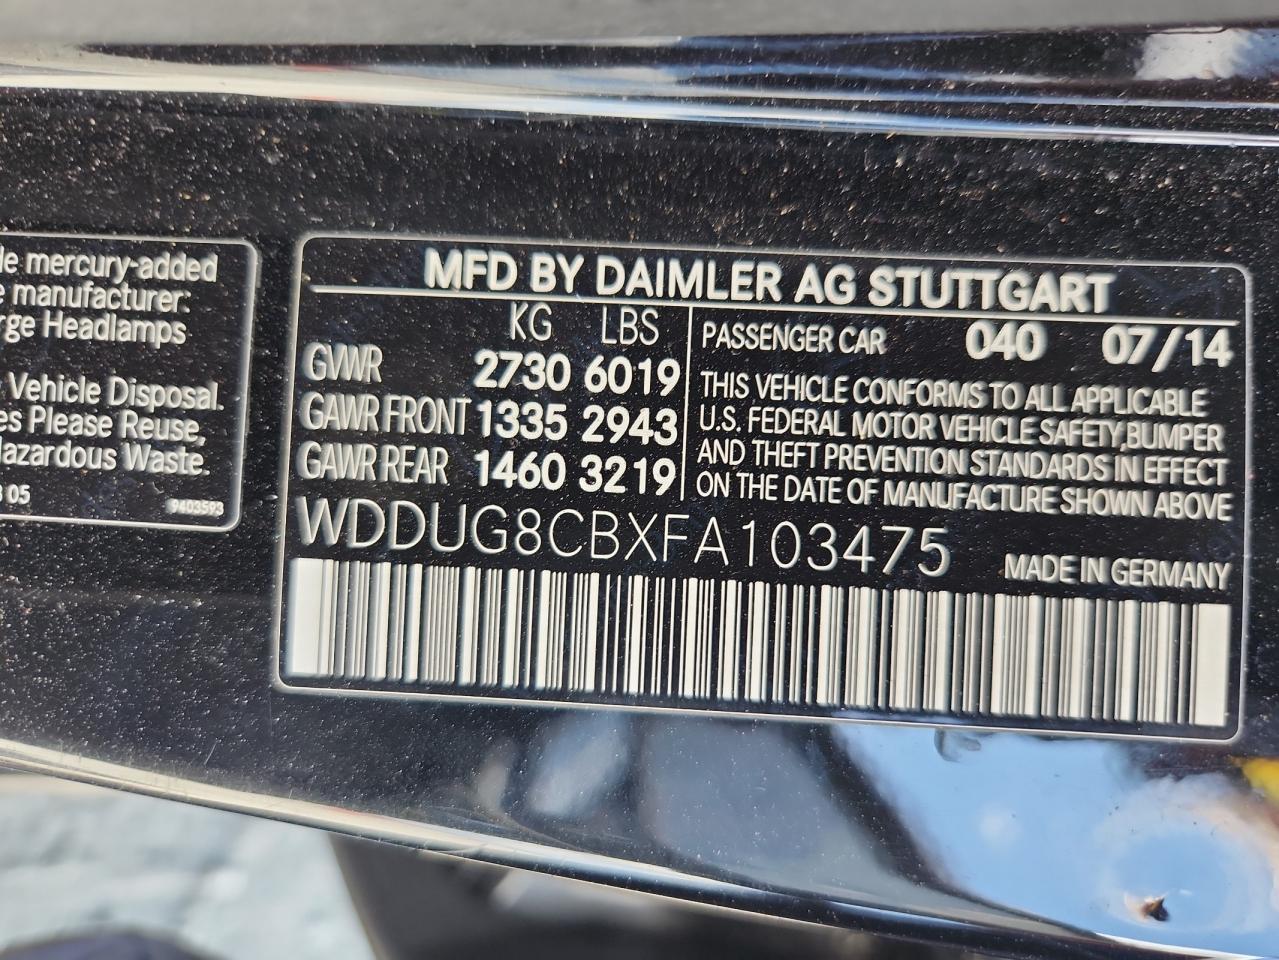 le mercury-added
e manufacturer:
rge Headlamps
Vehicle Disposal.
es Please Reuse,
lazardous Waste.
3 05
9403593
MFD BY DAIMLER AG STUTTGART
KG LBS
GVWR 2730 6019
GAWR FRONT 1335 2943
GAWR REAR 1460 3219
PASSENGER CAR 040 07/14
THIS VEHICLE CONFORMS TO ALL APPLICABLE
U.S. FEDERAL MOTOR VEHICLE SAFETY,BUMPER
AND THEFT PREVENTION STANDARDS IN EFFECT
ON THE DATE OF MANUFACTURE SHOWN ABOVE
WDDUG8CBXFA103475
MADE IN GERMANY